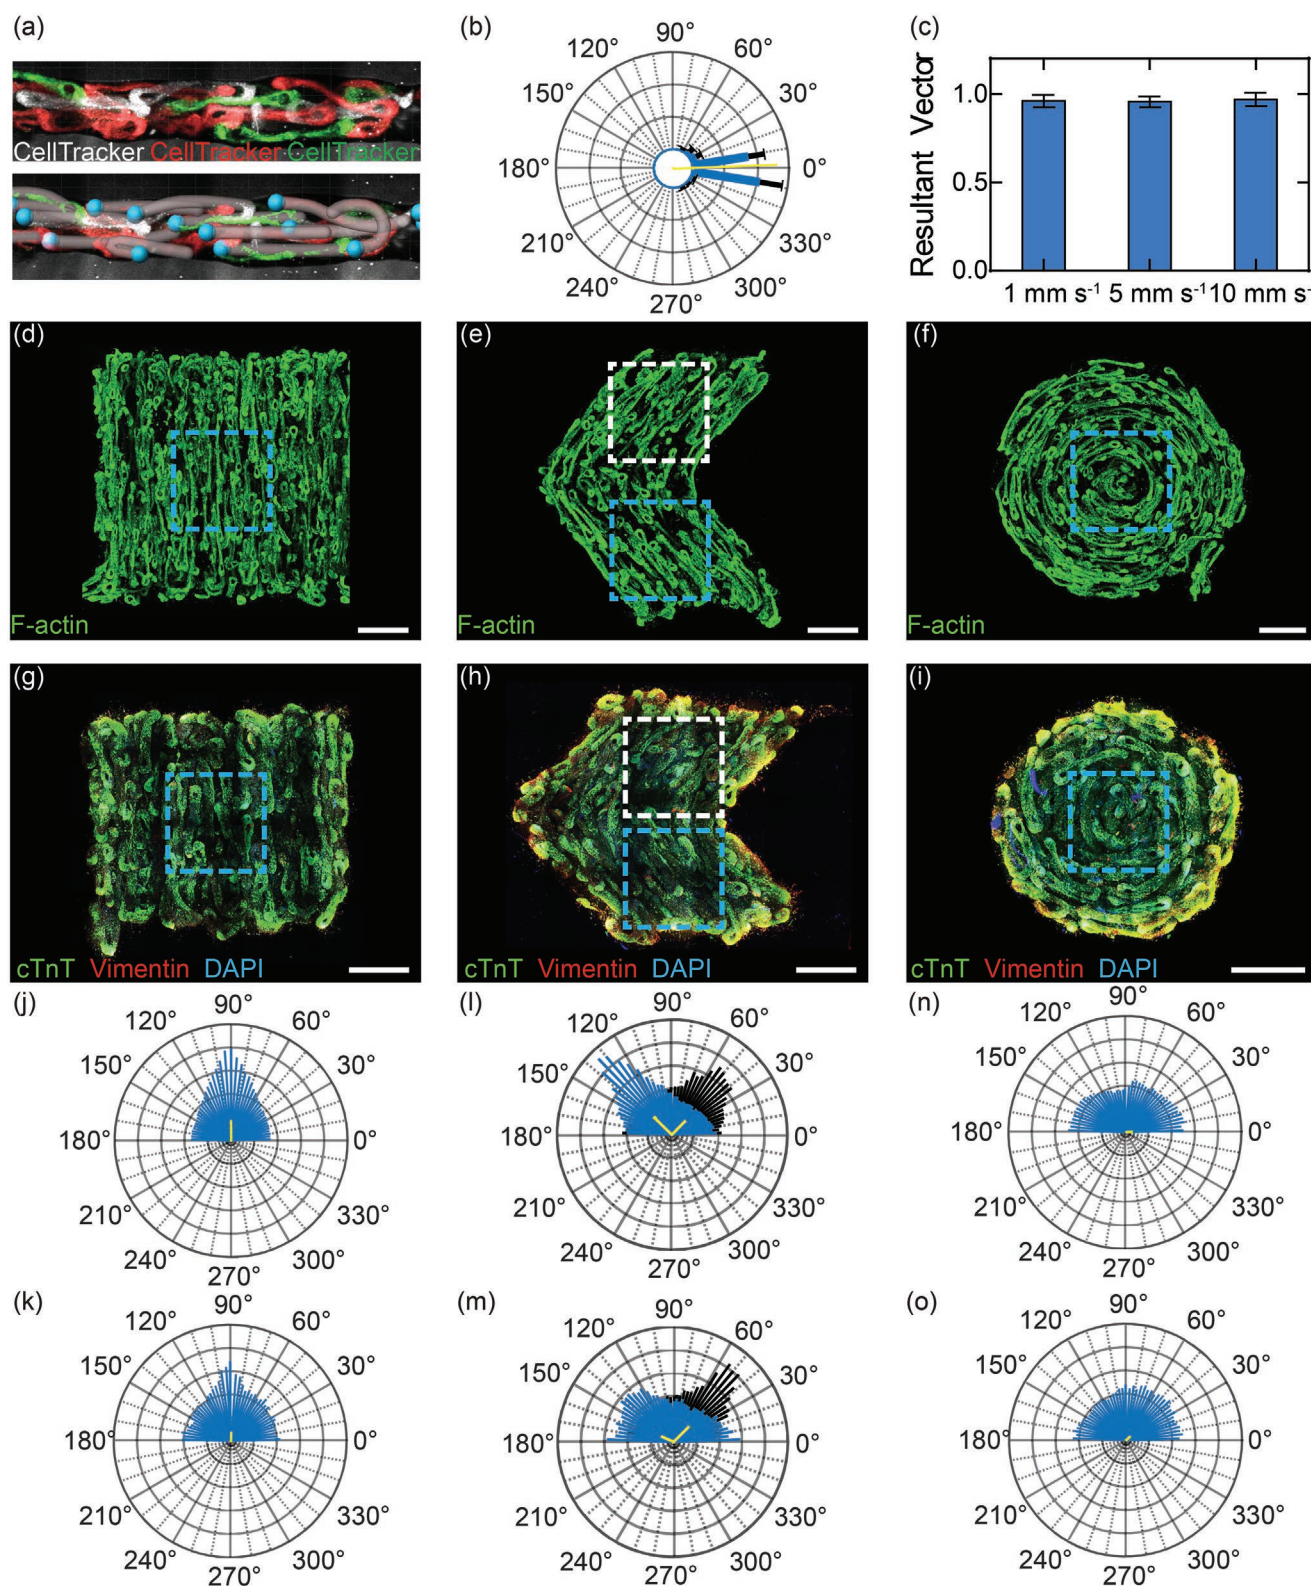 (a)
CellTracker CellTracker CellTracker
(b)
90°
120° 60°
150° 30°
180° 0°
210° 330°
240° 300°
270°
(c)
Resultant Vector
1.0
0.5
0.0
1 mm s-1 5 mm s-1 10 mm s-
(d)
F-actin
(e)
F-actin
(f)
F-actin
(g)
cTnT Vimentin DAPI
(h)
cTnT Vimentin DAPI
(i)
cTnT Vimentin DAPI
(j)
90°
120° 60°
150° 30°
180° 0°
210° 330°
240° 300°
270°
(l)
90°
120° 60°
150° 30°
180° 0°
210° 330°
240° 300°
270°
(n)
90°
120° 60°
150° 30°
180° 0°
210° 330°
240° 300°
270°
(k)
90°
120° 60°
150° 30°
180° 0°
210° 330°
240° 300°
270°
(m)
90°
120° 60°
150° 30°
180° 0°
210° 330°
240° 300°
270°
(o)
90°
120° 60°
150° 30°
180° 0°
210° 330°
240° 300°
270°